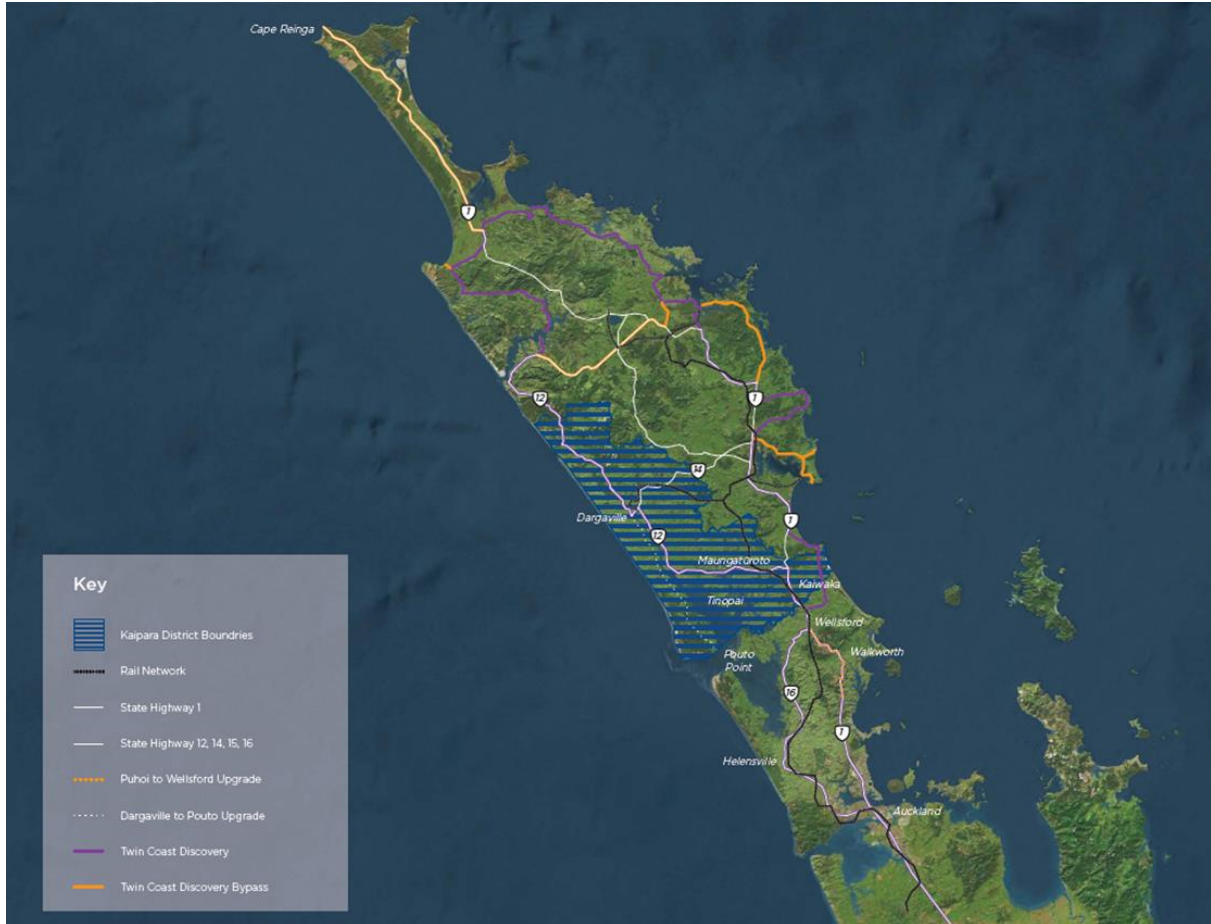 Cape Reinga
1
12
1
14
Dargaville
1
12
Maungaturoto
Kaiwaka
Tinopai
Wellsford
Pouto
Point
Walkworth
16
1
Helensville
Auckland
Key
Kaipara District Boundries
Rail Network
State Highway 1
State Highway 12, 14, 15, 16
Puhoi to Wellsford Upgrade
Dargaville to Pouto Upgrade
Twin Coast Discovery
Twin Coast Discovery Bypass